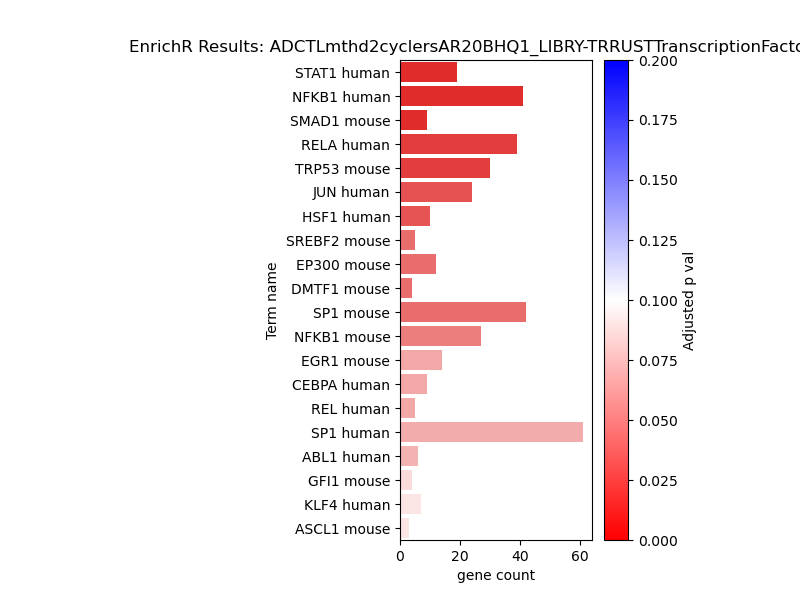 EnrichR Results: ADCTLmthd2cyclersAR20BHQ1_LIBRY-TRRUSTTranscriptionFacto
STAT1 human
NFKB1 human
SMAD1 mouse
RELA human
TRP53 mouse
JUN human
HSF1 human
SREBF2 mouse
EP300 mouse
DMTF1 mouse
SP1 mouse
NFKB1 mouse
EGR1 mouse
CEBPA human
REL human
SP1 human
ABL1 human
GFI1 mouse
KLF4 human
ASCL1 mouse
Term name
0 20 40 60
gene count
0.200
0.175
0.150
0.125
0.100
0.075
0.050
0.025
0.000
Adjusted p val